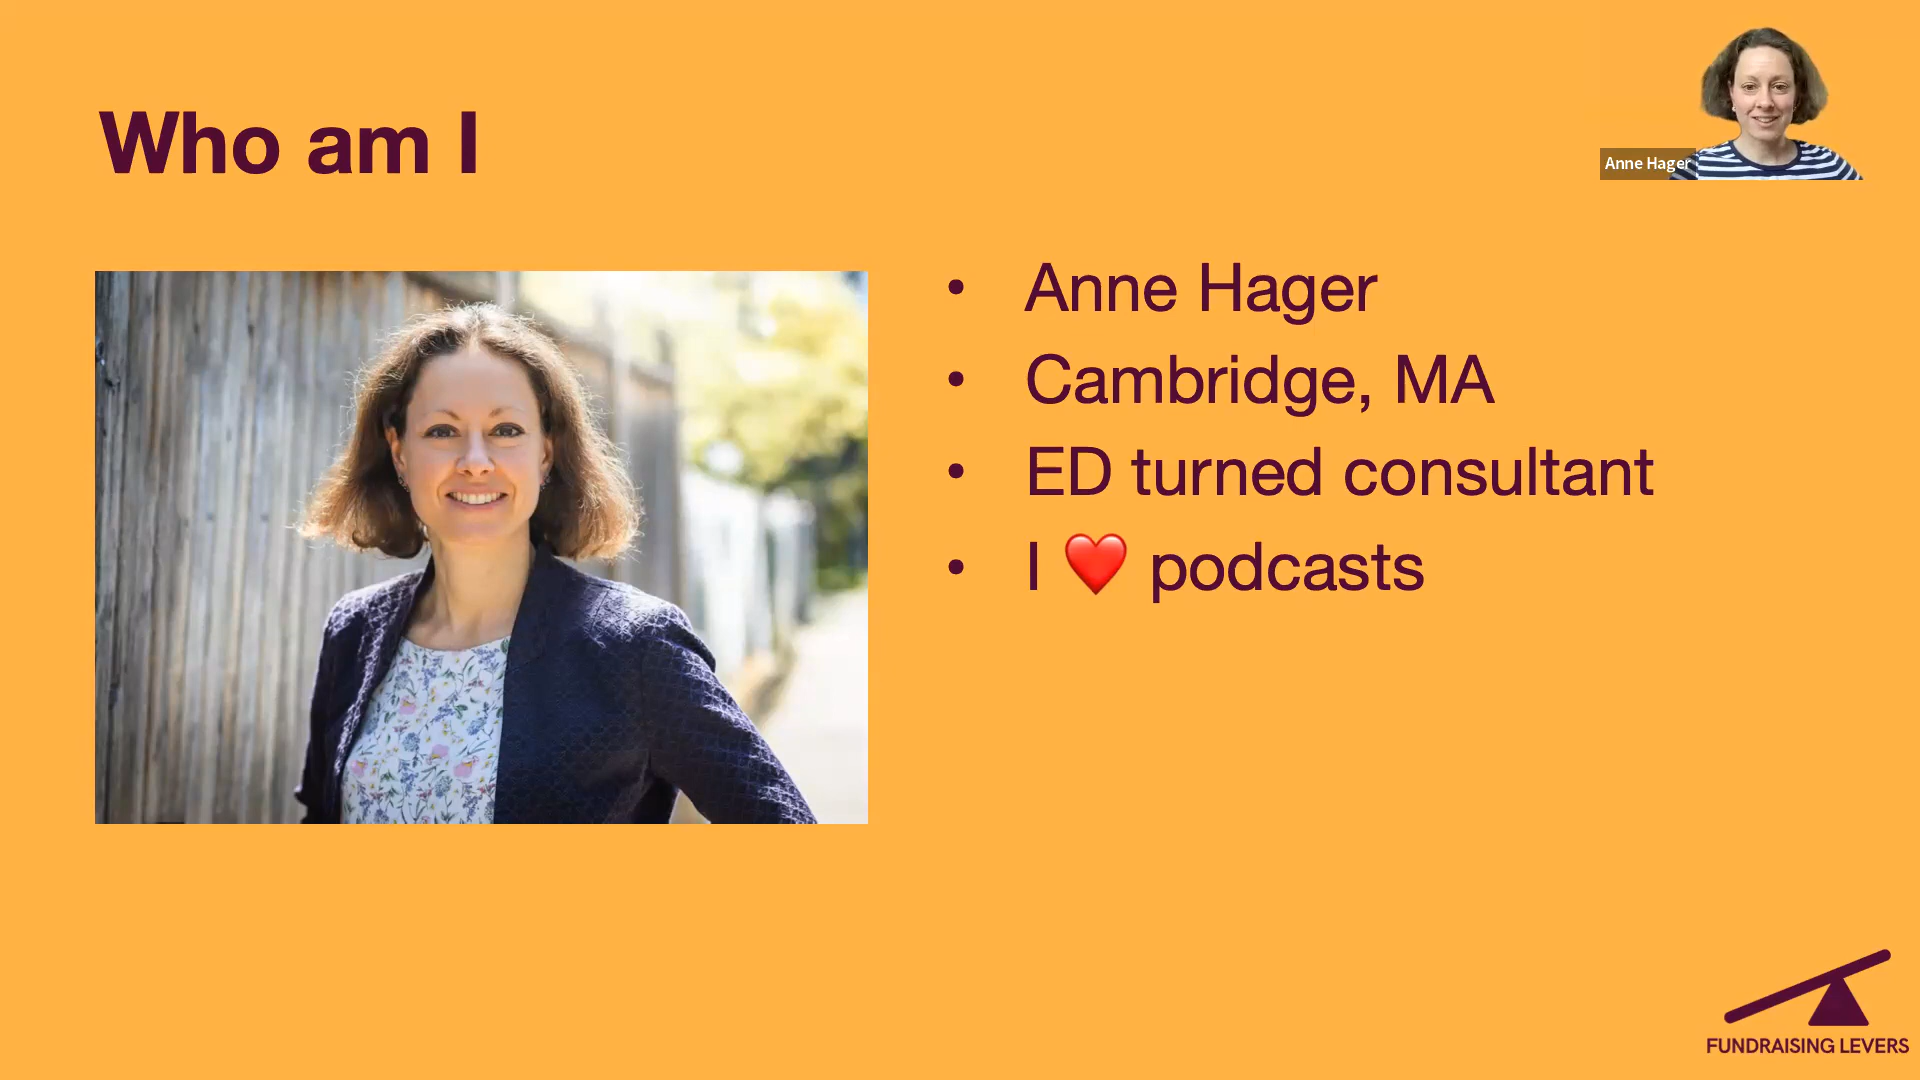 Who am I
Anne Hager
• Anne Hager
• Cambridge, MA
• ED turned consultant
• I ❤️ podcasts
FUNDRAISING LEVERS